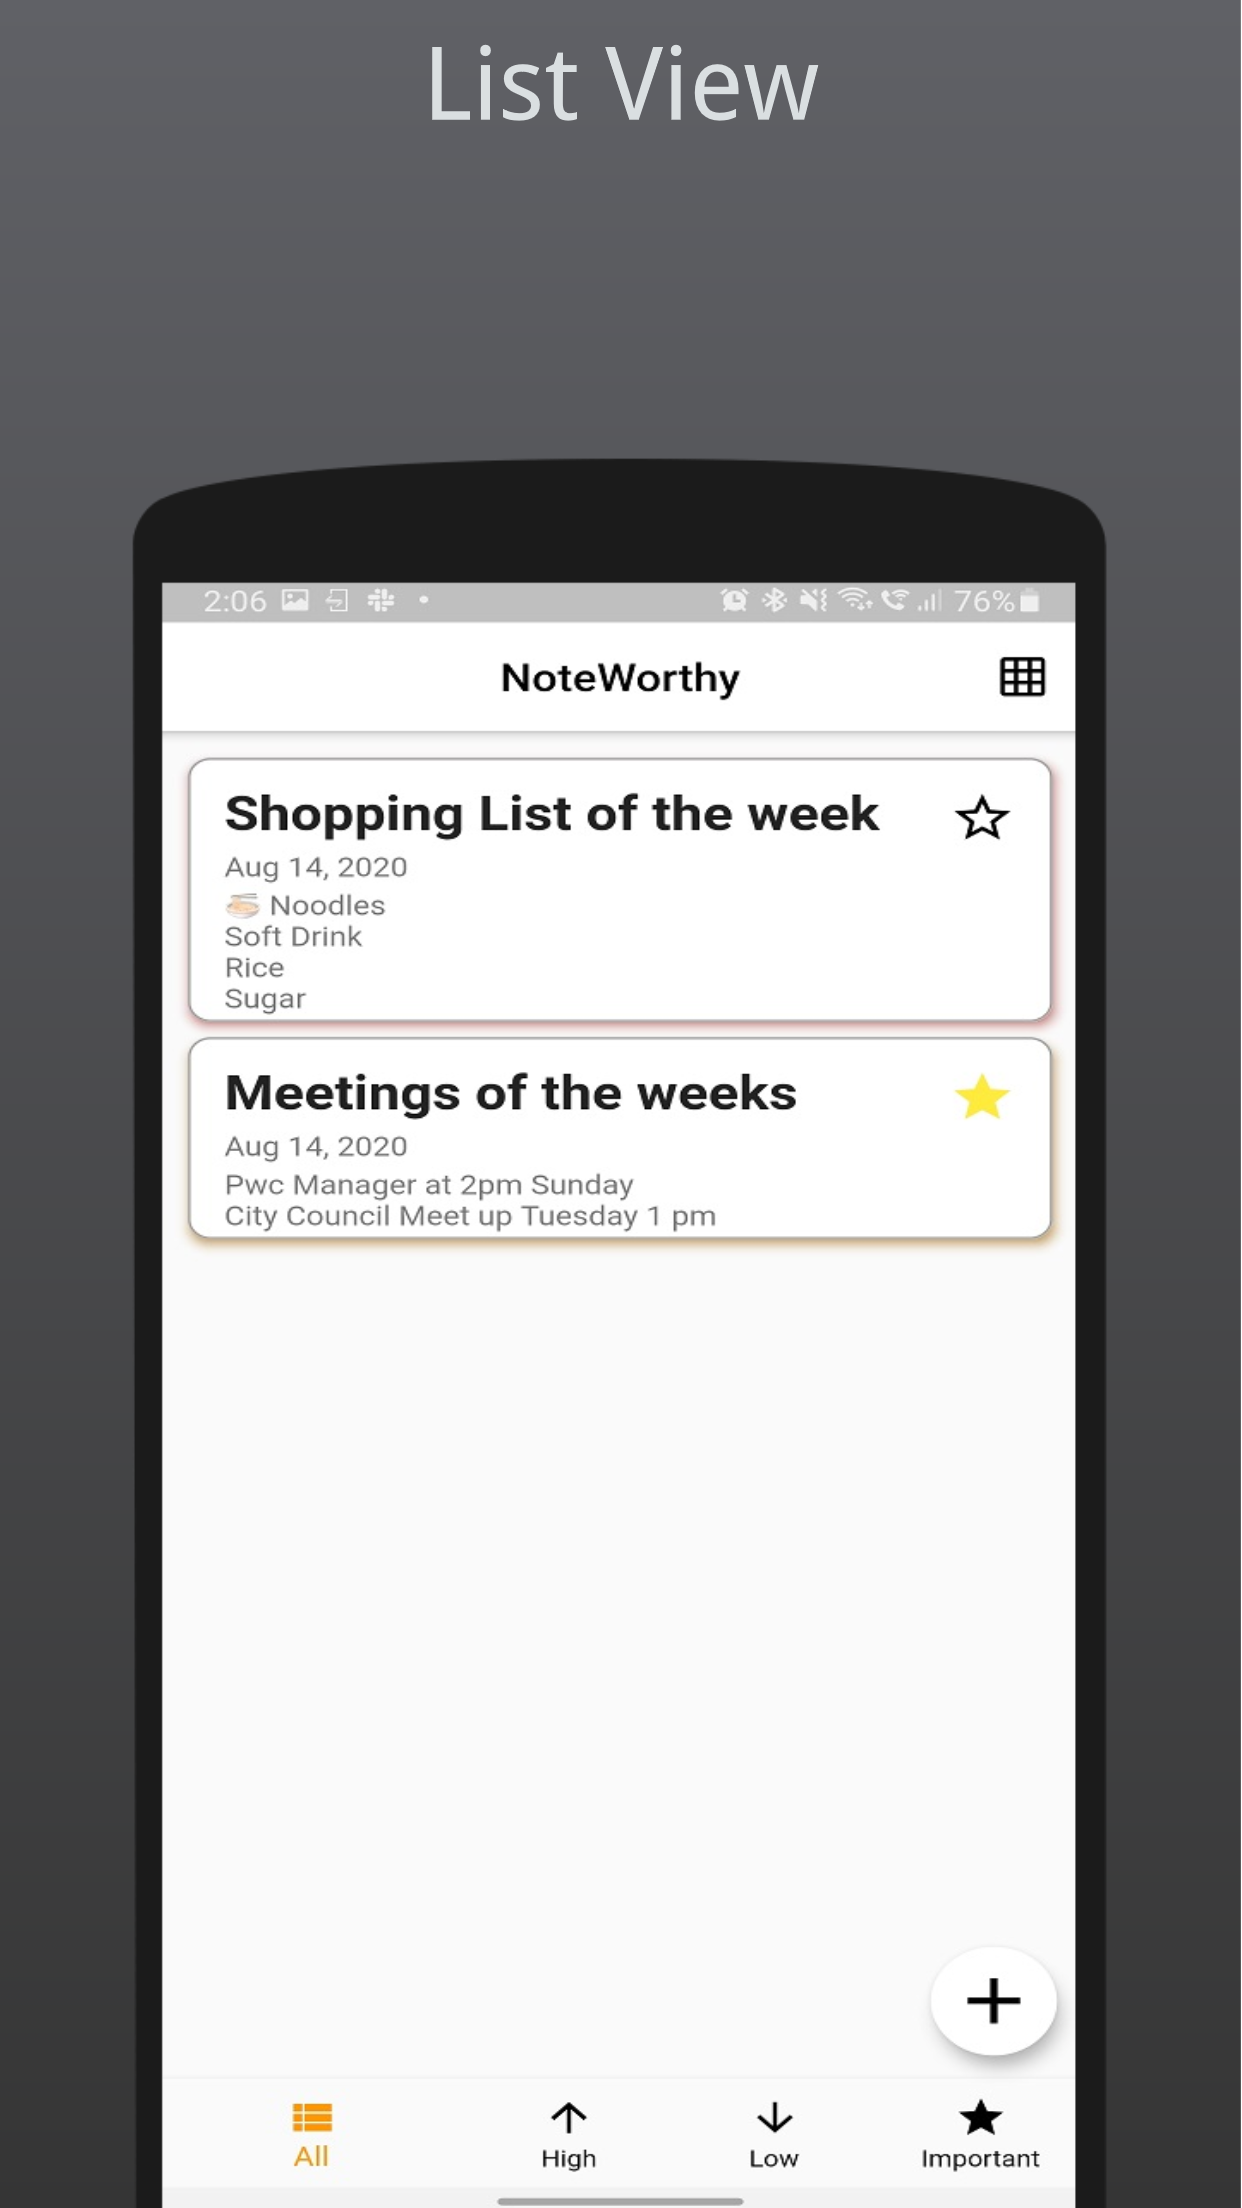 List View
2:06
76%
NoteWorthy
Shopping List of the week
Aug 14, 2020
🍜 Noodles
Soft Drink
Rice
Sugar
Meetings of the weeks
Aug 14, 2020
Pwc Manager at 2pm Sunday
City Council Meet up Tuesday 1 pm
All
High
Low
Important